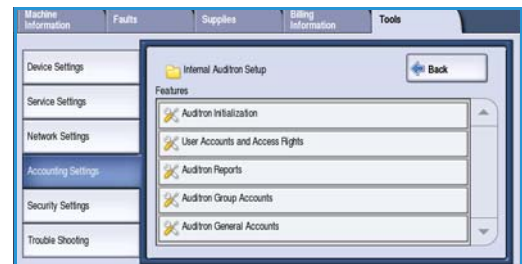 Machine Information
Faults
Supplies
Billing Information
Tools
Device Settings
Service Settings
Network Settings
Accounting Settings
Security Settings
Trouble Shooting
Internal Auditron Setup
Back
Features
Auditron Initialization
User Accounts and Access Rights
Auditron Reports
Auditron Group Accounts
Auditron General Accounts